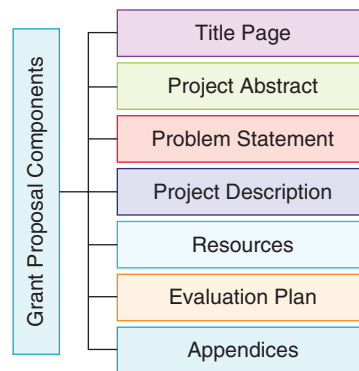 Grant Proposal Components
Title Page
Project Abstract
Problem Statement
Project Description
Resources
Evaluation Plan
Appendices